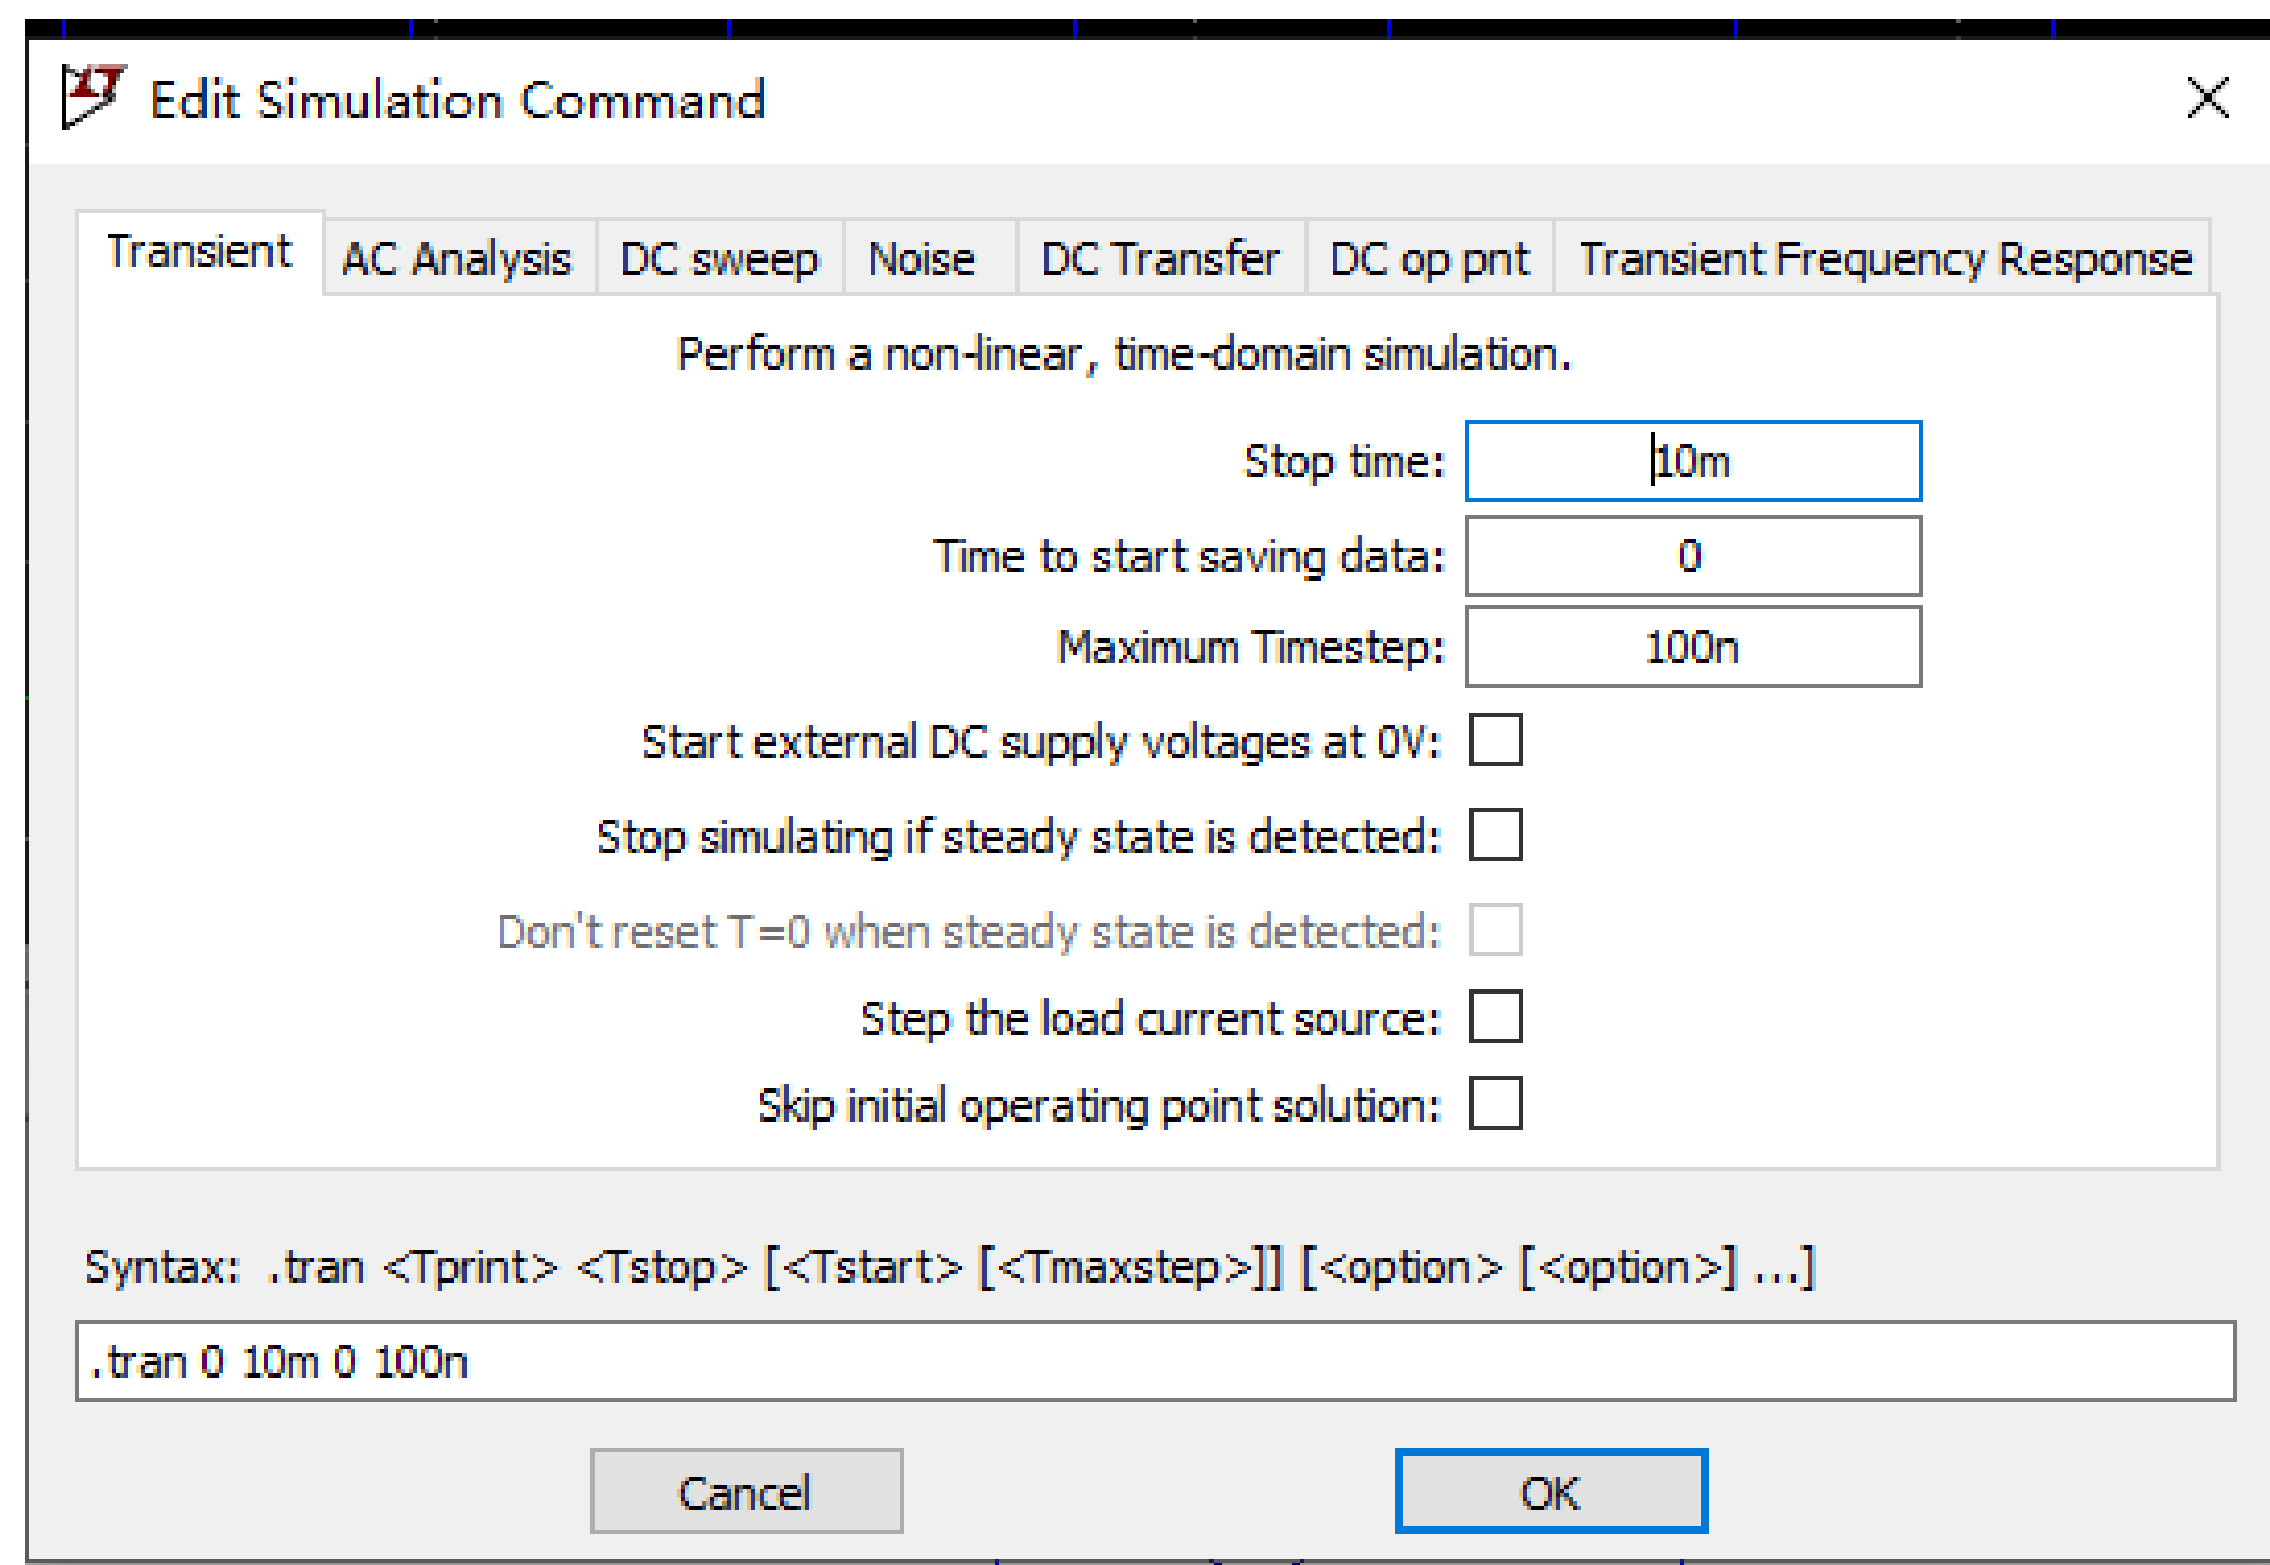 Edit Simulation Command
Transient AC Analysis DC sweep Noise DC Transfer DC op pnt Transient Frequency Response
Perform a non-linear, time-domain simulation.
Stop time: 10m
Time to start saving data: 0
Maximum Timestep: 100n
Start external DC supply voltages at 0V:
Stop simulating if steady state is detected:
Don't reset T=0 when steady state is detected:
Step the load current source:
Skip initial operating point solution:
Syntax: .tran <Tprint> <Tstop> [<Tstart> [<Tmaxstep>]] [<option> [<option>] ...]
.tran 0 10m 0 100n
Cancel OK